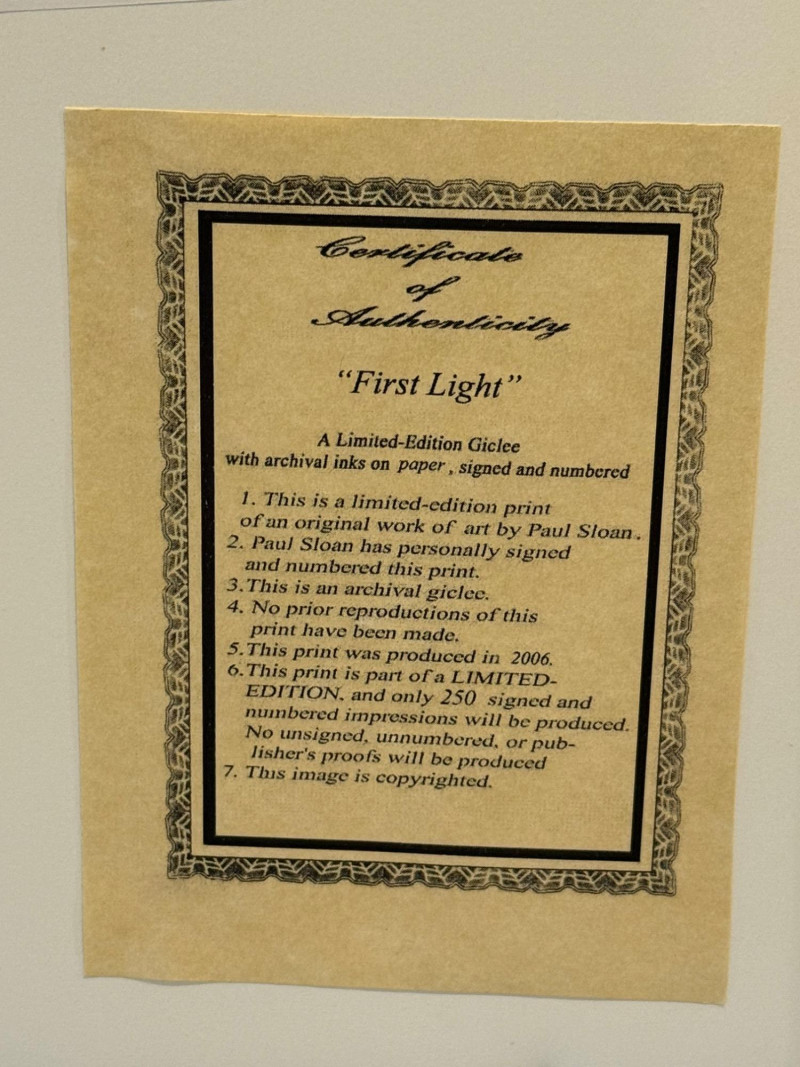 Certificate
of
Authenticity
“First Light”
A Limited-Edition Giclee
with archival inks on paper, signed and numbered
1. This is a limited-edition print
of an original work of art by Paul Sloan.
2. Paul Sloan has personally signed
and numbered this print.
3. This is an archival giclee.
4. No prior reproductions of this
print have been made.
5. This print was produced in 2006.
6. This print is part of a LIMITED-
EDITION. and only 250 signed and
numbered impressions will be produced.
No unsigned, unnumbered, or pub-
lisher's proofs will be produced
7. This image is copyrighted.